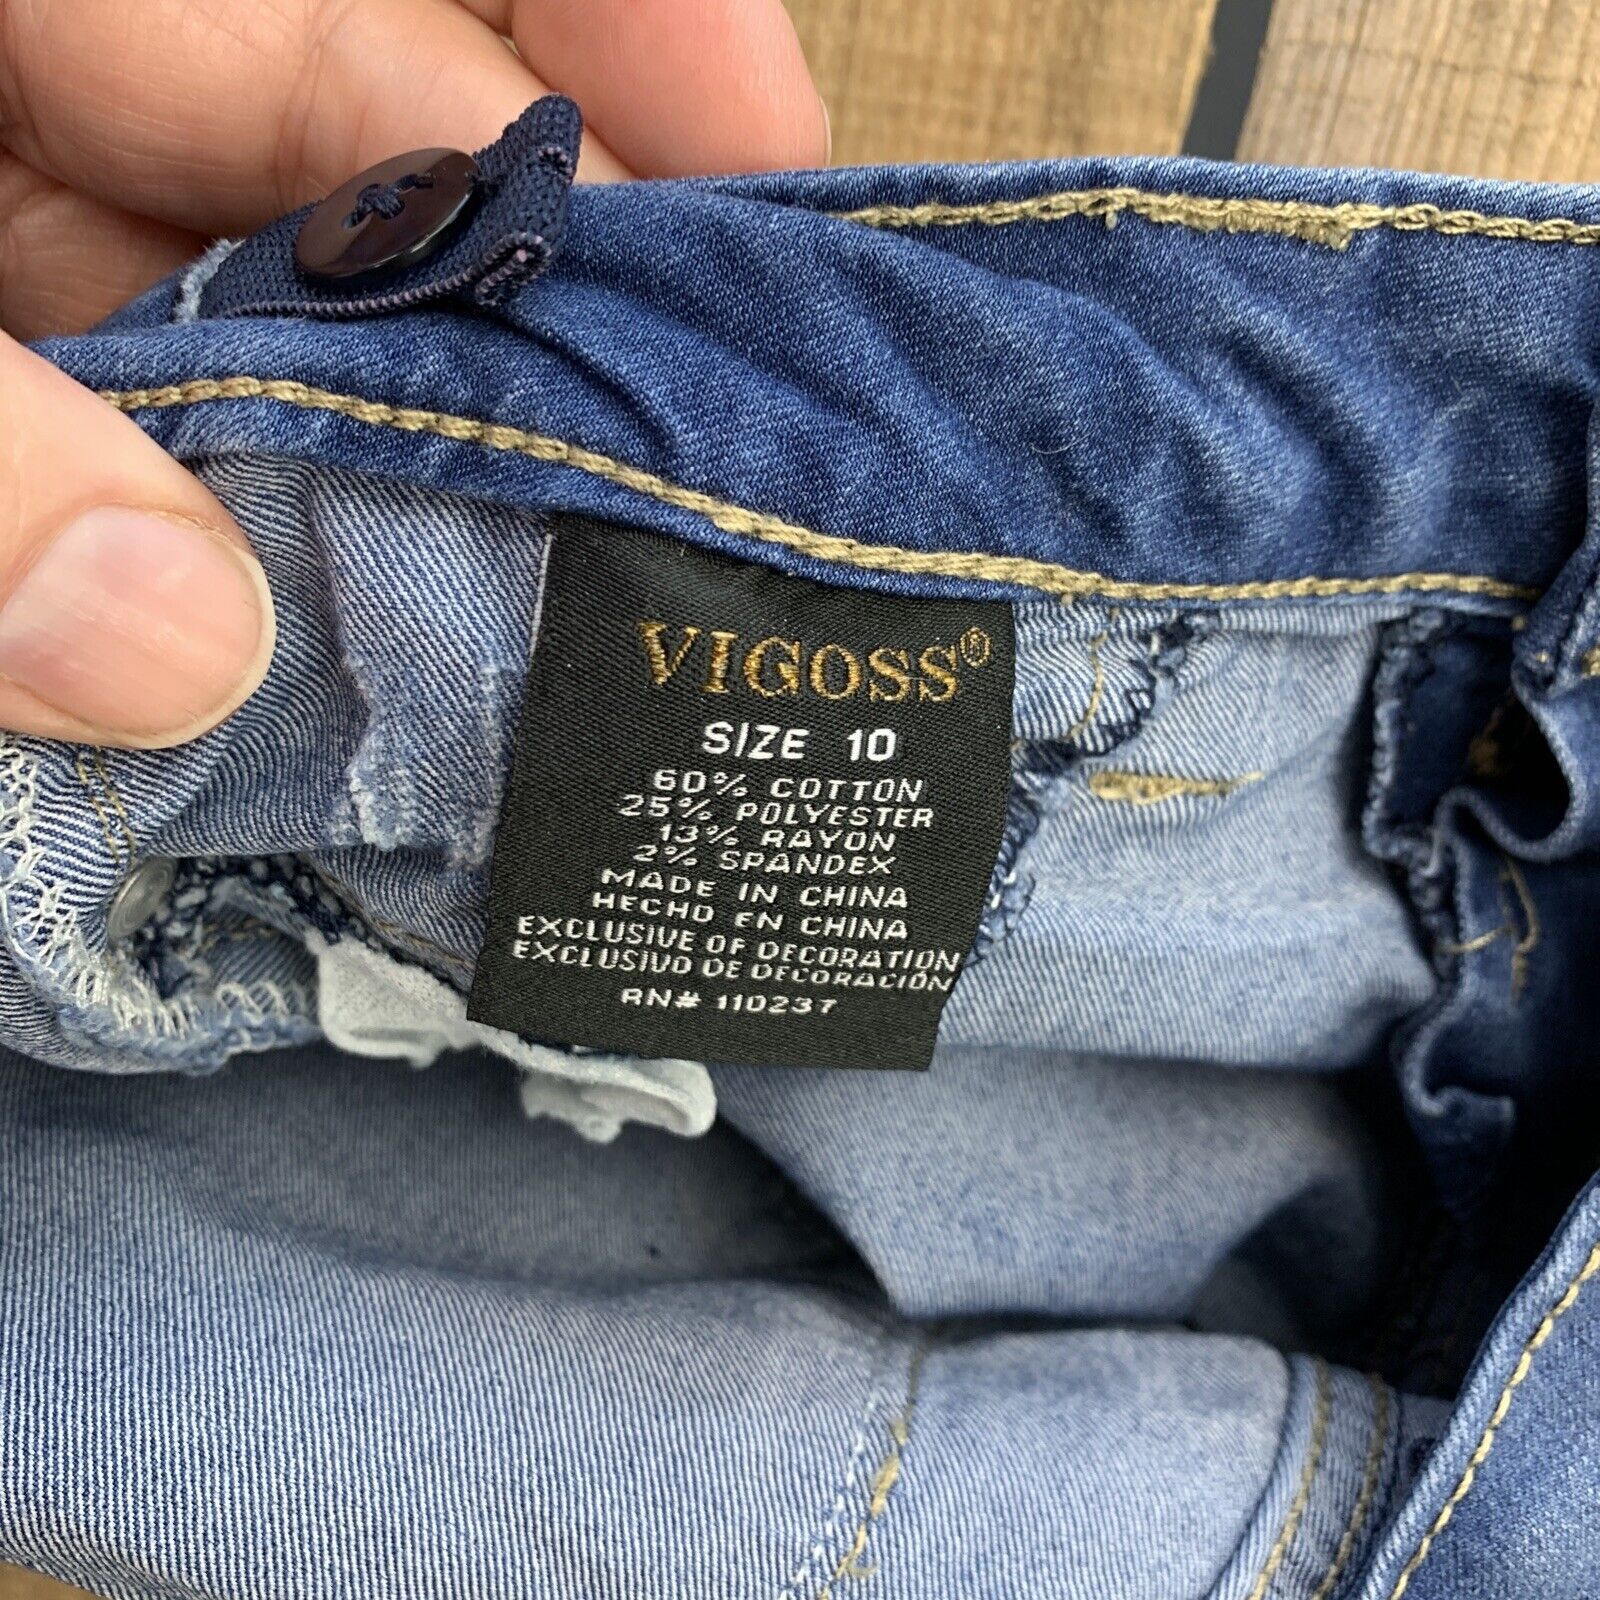 VIGOSS®
SIZE 10
60% COTTON
25% POLYESTER
13% RAYON
2% SPANDEX
MADE IN CHINA
HECHO EN CHINA
EXCLUSIVE OF DECORATION
EXCLUSIVO DE DECORACIÓN
RN# 110237